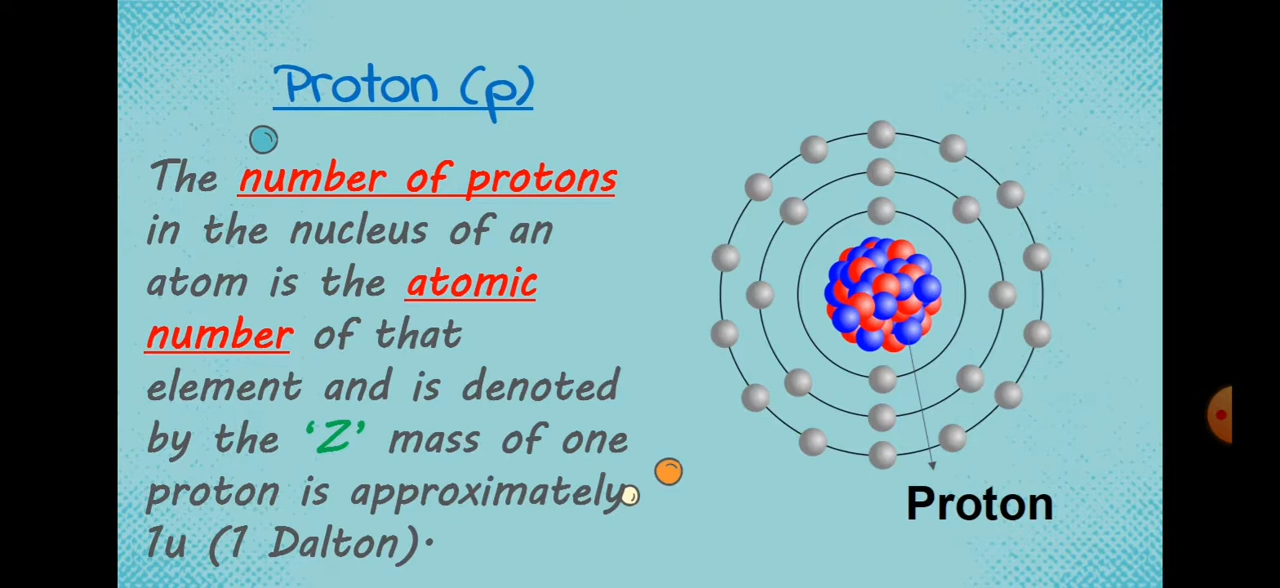 Proton (p)
The number of protons
in the nucleus of an
atom is the atomic
number of that
element and is denoted
by the ‘Z’ mass of one
proton is approximately
1u (1 Dalton).
Proton